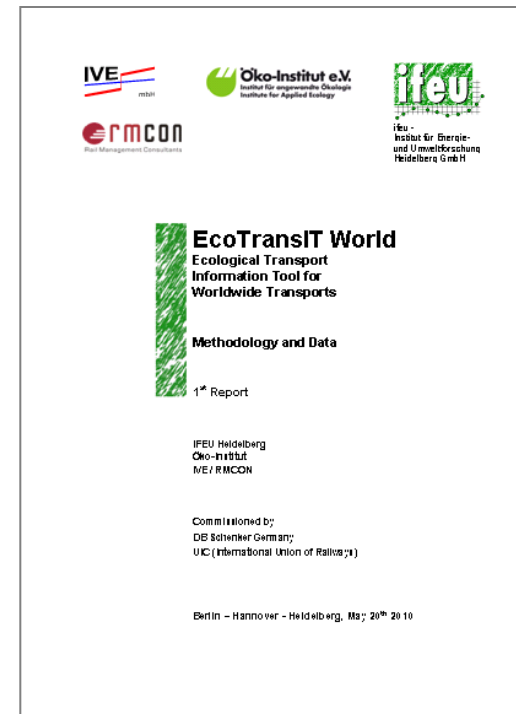 IVE
mbH
Öko-Institut e.V.
Institut für angewandte Ökologie
Institute for Applied Ecology
ifeu
ifeu -
Institut für Energie-
und Umweltforschung
Heidelberg GmbH
rmcon
Rail Management Consultants
EcoTransIT World
Ecological Transport
Information Tool for
Worldwide Transports
Methodology and Data
1st Report
IFEU Heidelberg
Öko-Institut
IVE / RMCON
Commissioned by
DB Schenker Germany
UIC (International Union of Railways)
Berlin – Hannover - Heidelberg, May 20th 2010